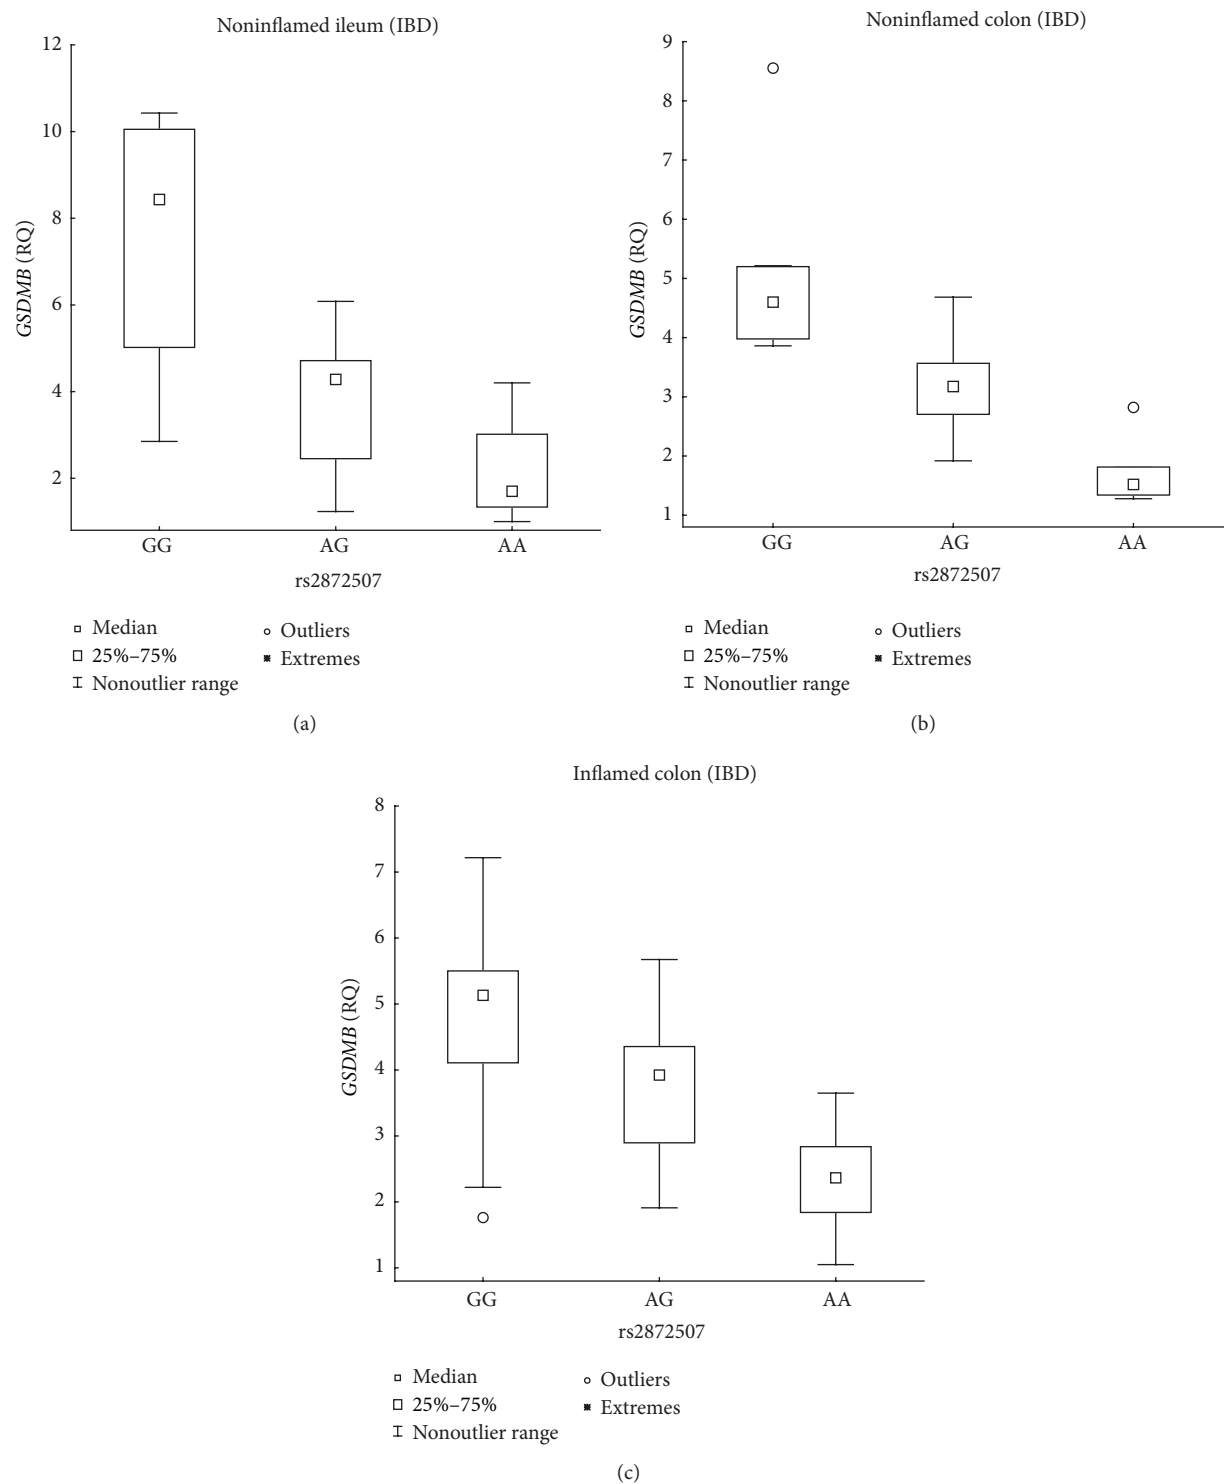 Noninflamed ileum (IBD)
12
10
8
6
4
2
GSDMB (RQ)
GG AG AA
rs2872507
Median
25%–75%
Nonoutlier range
Outliers
Extremes
(a)
Noninflamed colon (IBD)
9
8
7
6
5
4
3
2
1
GSDMB (RQ)
GG AG AA
rs2872507
Median
25%–75%
Nonoutlier range
Outliers
Extremes
(b)
Inflamed colon (IBD)
8
7
6
5
4
3
2
1
GSDMB (RQ)
GG AG AA
rs2872507
Median
25%–75%
Nonoutlier range
Outliers
Extremes
(c)